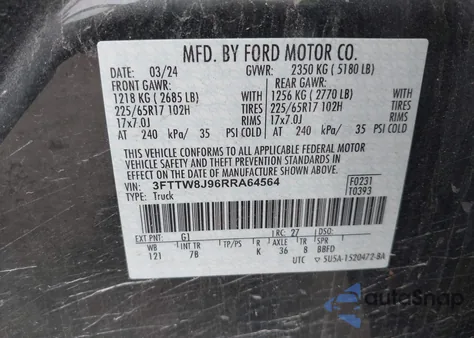 MFD. BY FORD MOTOR CO.
DATE: 03/24 GVWR: 2350 KG ( 5180 LB)
FRONT GAWR: REAR GAWR:
1218 KG ( 2685 LB) WITH 1256 KG ( 2770 LB) WITH
225/65R17 102H TIRES 225/65R17 102H TIRES
17x7.0J RIMS 17x7.0J RIMS
AT 240 kPa/ 35 PSI COLD AT 240 kPa/ 35 PSI COLD
THIS VEHICLE CONFORMS TO ALL APPLICABLE FEDERAL MOTOR
VEHICLE SAFETY AND THEFT PREVENTION STANDARDS IN
EFFECT ON THE DATE OF MANUFACTURE SHOWN ABOVE.
VIN: 3FTTW8J96RRA64564 F0231
TYPE: Truck T0393
EXT PNT: G1 RC: 27 DSO:
WB INT TR TP/PS R AXLE TR SPR
121 7B K 36 8 BBFD
UTC 5U5A-1520472-BA
autoSnap